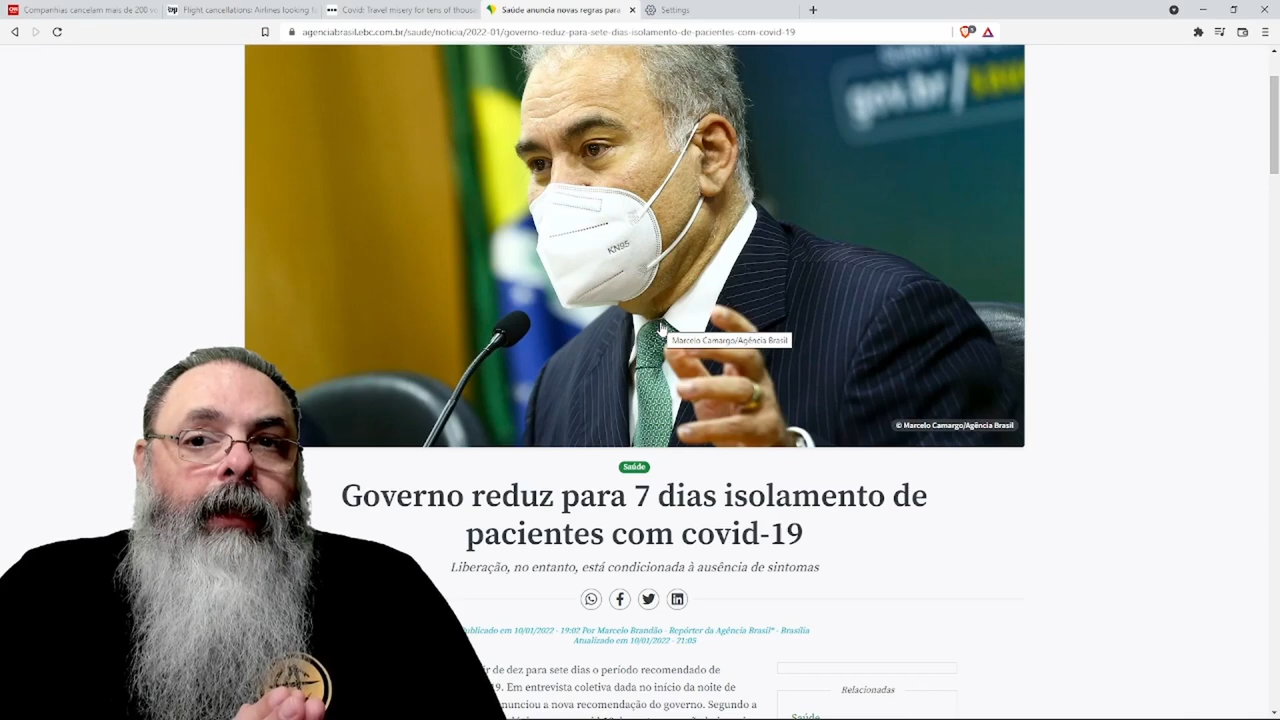 Companhias cancelam mais de 200 v
Flight cancellations: Airlines looking f
Covid: Travel misery for tens of thous
Saúde anuncia novas regras para
Settings
agenciabrasil.ebc.com.br/saude/noticia/2022-01/governo-reduz-para-sete-dias-isolamento-de-pacientes-com-covid-19
gov.br/
KN95
Marcelo Camargo/Agência Brasil
© Marcelo Camargo/Agência Brasil
Saúde
Governo reduz para 7 dias isolamento de
pacientes com covid-19
Liberação, no entanto, está condicionada à ausência de sintomas
ublicado em 10/01/2022 - 19:02 Por Marcelo Brandão - Repórter da Agência Brasil* - Brasília
Atualizado em 10/01/2022 - 21:05
ir de dez para sete dias o período recomendado de
19. Em entrevista coletiva dada no início da noite de
nunciou a nova recomendação do governo. Segundo a
Relacionadas
Saúde